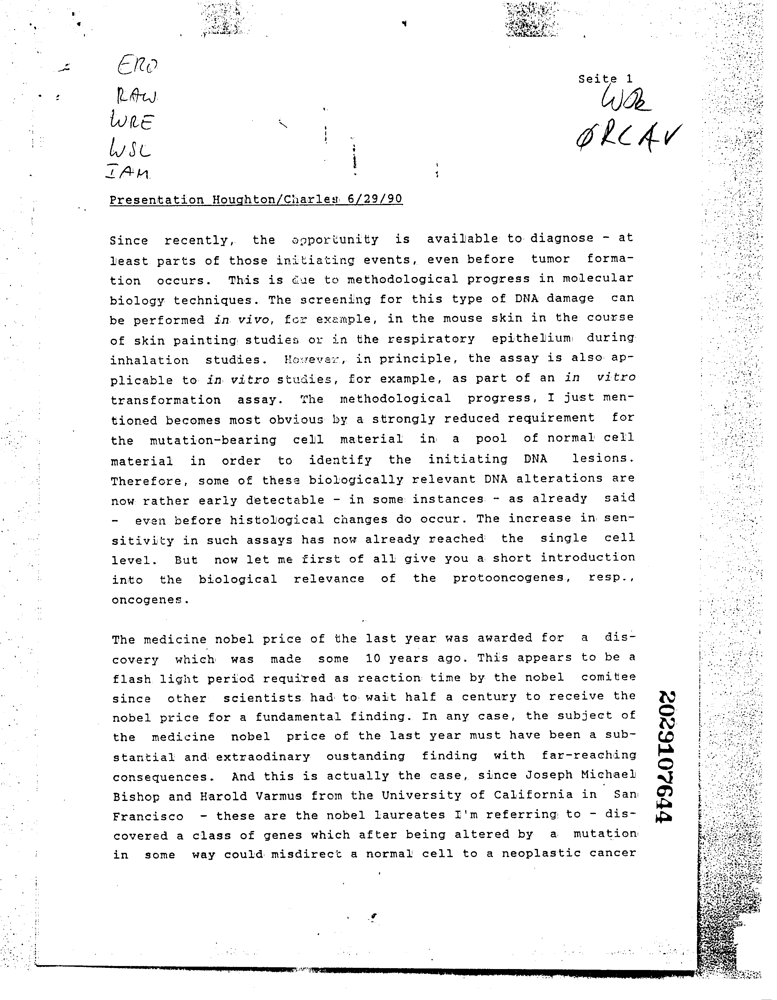 ERO
RAW
WRE
WSL
IAM
Seite 1
ØRCAV
Presentation Houghton/Charles 6/29/90
Since recently, the opportunity is available to diagnose - at
least parts of those initiating events, even before tumor forma-
tion occurs. This is due to methodological progress in molecular
biology techniques. The screening for this type of DNA damage can
be performed in vivo, for example, in the mouse skin in the course
of skin painting studies or in the respiratory epithelium during
inhalation studies. However, in principle, the assay is also ap-
plicable to in vitro studies, for example, as part of an in vitro
transformation assay. The methodological progress, I just men-
tioned becomes most obvious by a strongly reduced requirement for
the mutation-bearing cell material in a pool of normal cell
material in order to identify the initiating DNA lesions.
Therefore, some of these biologically relevant DNA alterations are
now rather early detectable - in some instances - as already said
- even before histological changes do occur. The increase in sen-
sitivity in such assays has now already reached the single cell
level. But now let me first of all give you a short introduction
into the biological relevance of the protooncogenes, resp.,
oncogenes.
The medicine nobel price of the last year was awarded for a dis-
covery which was made some 10 years ago. This appears to be a
flash light period required as reaction time by the nobel comitee
since other scientists had to wait half a century to receive the
nobel price for a fundamental finding. In any case, the subject of
the medicine nobel price of the last year must have been a sub-
stantial and extraodinary oustanding finding with far-reaching
consequences. And this is actually the case, since Joseph Michael
Bishop and Harold Varmus from the University of California in San
Francisco - these are the nobel laureates I'm referring to - dis-
covered a class of genes which after being altered by a mutation
in some way could misdirect a normal cell to a neoplastic cancer
2029107644